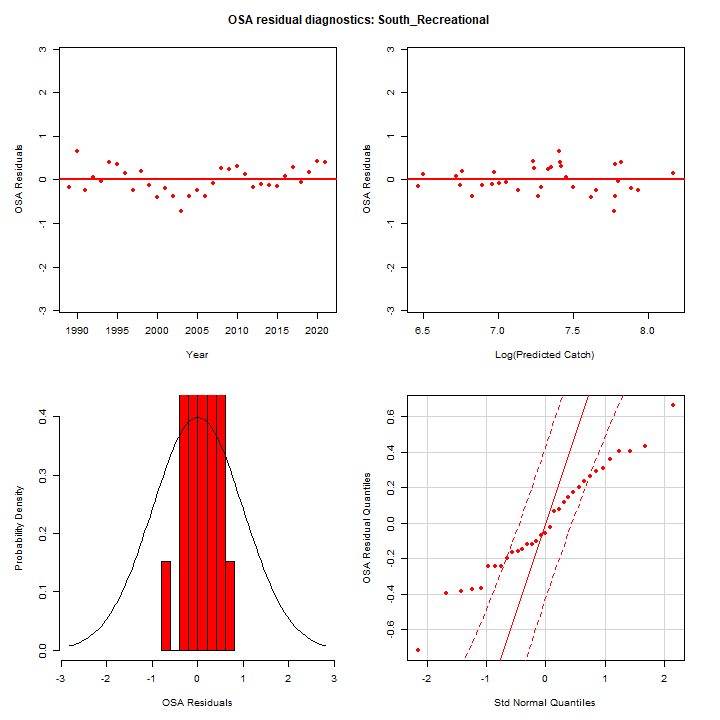 OSA residual diagnostics: South_Recreational
OSA Residuals
3
2
1
0
-1
-2
-3
1990 1995 2000 2005 2010 2015 2020
Year
OSA Residuals
3
2
1
0
-1
-2
-3
6.5 7.0 7.5 8.0
Log(Predicted Catch)
Probability Density
0.4
0.3
0.2
0.1
0.0
-3 -2 -1 0 1 2 3
OSA Residuals
OSA Residual Quantiles
0.6
0.4
0.2
0.0
-0.2
-0.4
-0.6
-2 -1 0 1 2
Std Normal Quantiles